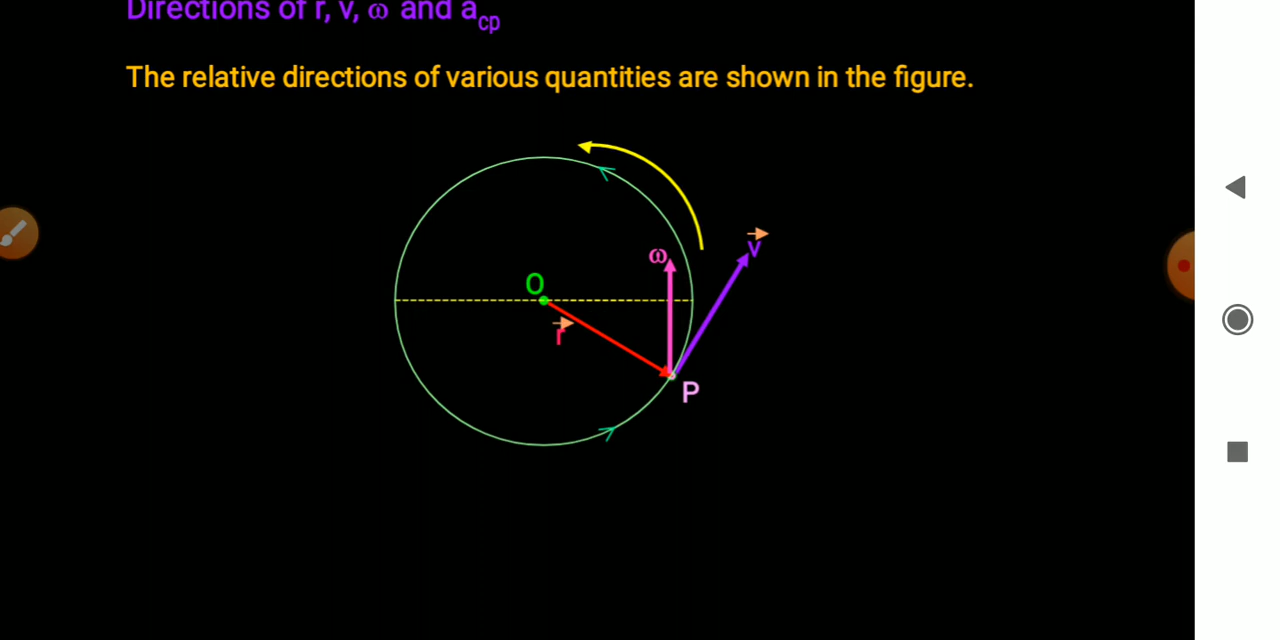 Directions of r, v, ω and a_cp
The relative directions of various quantities are shown in the figure.
v
ω
O
r
P